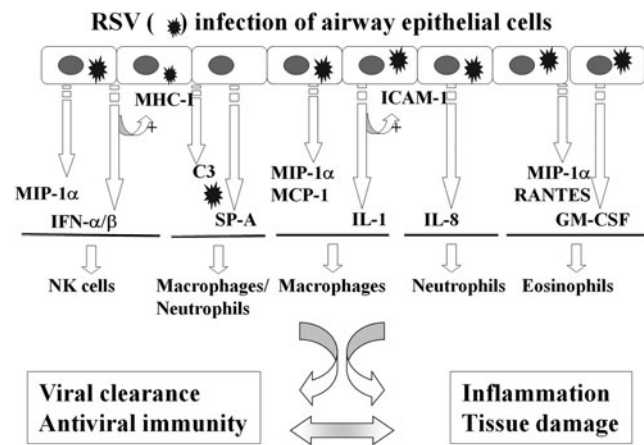 RSV ( ) infection of airway epithelial cells
MHC-I
ICAM-1
+
+
C3
MIP-1α
MIP-1α
MCP-1
MIP-1α
RANTES
IFN-α/β
SP-A
IL-1
IL-8
GM-CSF
NK cells
Macrophages/
Neutrophils
Macrophages
Neutrophils
Eosinophils
Viral clearance
Antiviral immunity
Inflammation
Tissue damage